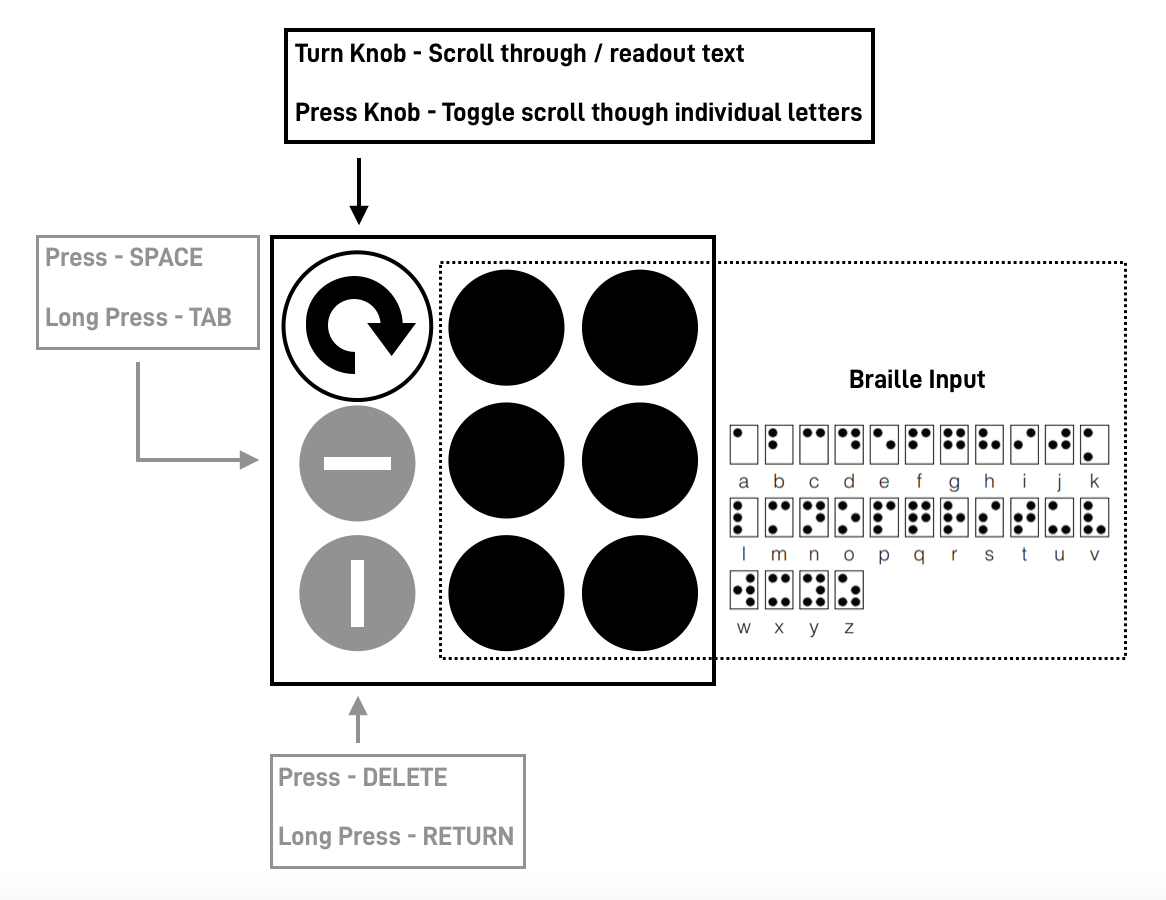 Turn Knob - Scroll through / readout text
Press Knob - Toggle scroll though individual letters
Press - SPACE
Long Press - TAB
Braille Input
a b c d e f g h i j k
l m n o p q r s t u v
w x y z
Press - DELETE
Long Press - RETURN